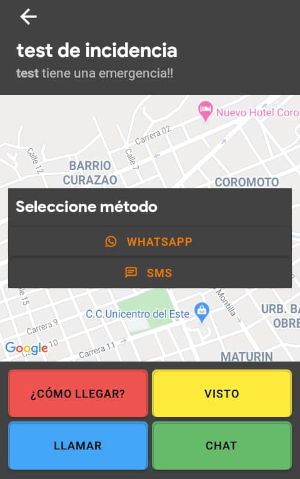 test de incidencia
test tiene una emergencia!!
Nuevo Hotel Coro
Carrera 02
Calle 12
Calle 7
BARRIO
CURAZAO
COROMOTO
Seleccione método
WHATSAPP
SMS
Calle 15
Montilla
C.C.Unicentro del Este
URB. BA
OBRE
Carrera 9
Carrera 11
Google
MATURIN
¿CÓMO LLEGAR?
VISTO
LLAMAR
CHAT